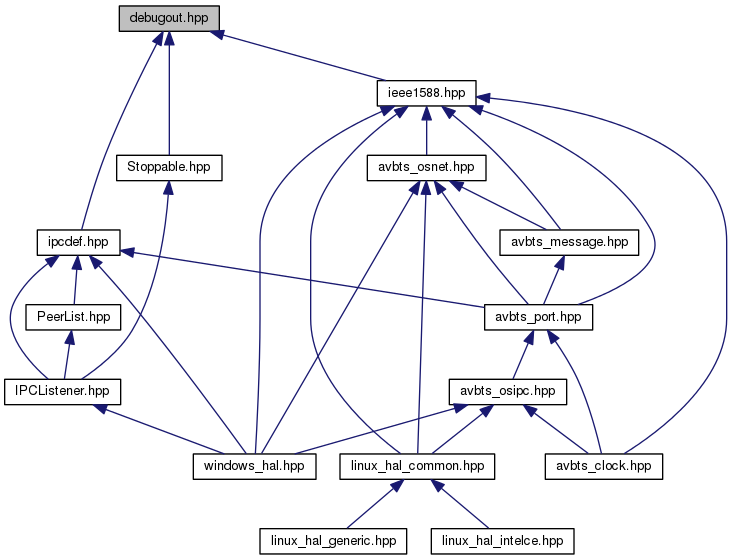 debugout.hpp
ieee1588.hpp
Stoppable.hpp
avbts_osnet.hpp
ipcdef.hpp
avbts_message.hpp
PeerList.hpp
avbts_port.hpp
IPCListener.hpp
avbts_osipc.hpp
windows_hal.hpp
linux_hal_common.hpp
avbts_clock.hpp
linux_hal_generic.hpp
linux_hal_intelce.hpp